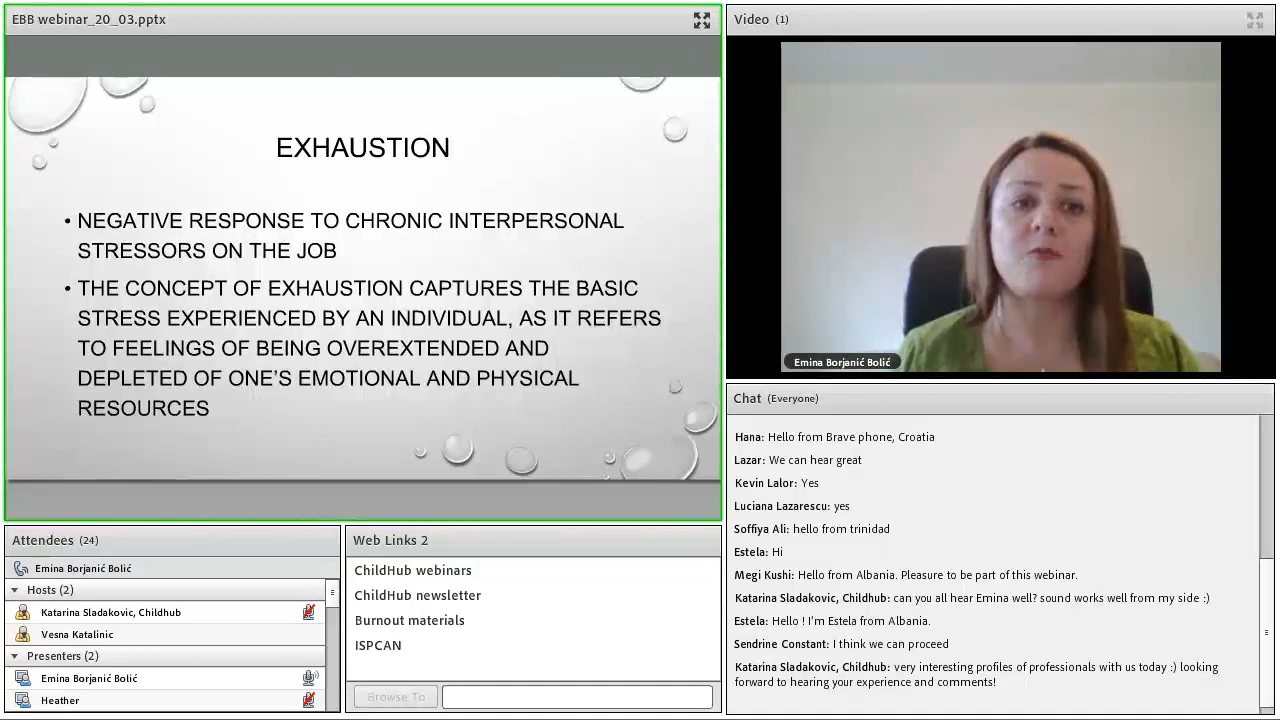 EBB webinar_20_03.pptx
EXHAUSTION
• NEGATIVE RESPONSE TO CHRONIC INTERPERSONAL
STRESSORS ON THE JOB
• THE CONCEPT OF EXHAUSTION CAPTURES THE BASIC
STRESS EXPERIENCED BY AN INDIVIDUAL, AS IT REFERS
TO FEELINGS OF BEING OVEREXTENDED AND
DEPLETED OF ONE'S EMOTIONAL AND PHYSICAL
RESOURCES
Video (1)
Emina Borjanić Bolić
Attendees (24)
Emina Borjanić Bolić
Hosts (2)
Katarina Sladakovic, Childhub
Vesna Katalinic
Presenters (2)
Emina Borjanić Bolić
Heather
Web Links 2
ChildHub webinars
ChildHub newsletter
Burnout materials
ISPCAN
Browse To
Chat (Everyone)
Hana: Hello from Brave phone, Croatia
Lazar: We can hear great
Kevin Lalor: Yes
Luciana Lazarescu: yes
Soffiya Ali: hello from trinidad
Estela: Hi
Megi Kushi: Hello from Albania. Pleasure to be part of this webinar.
Katarina Sladakovic, Childhub: can you all hear Emina well? sound works well from my side :)
Estela: Hello ! I'm Estela from Albania.
Sendrine Constant: I think we can proceed
Katarina Sladakovic, Childhub: very interesting profiles of professionals with us today :) looking
forward to hearing your experience and comments!